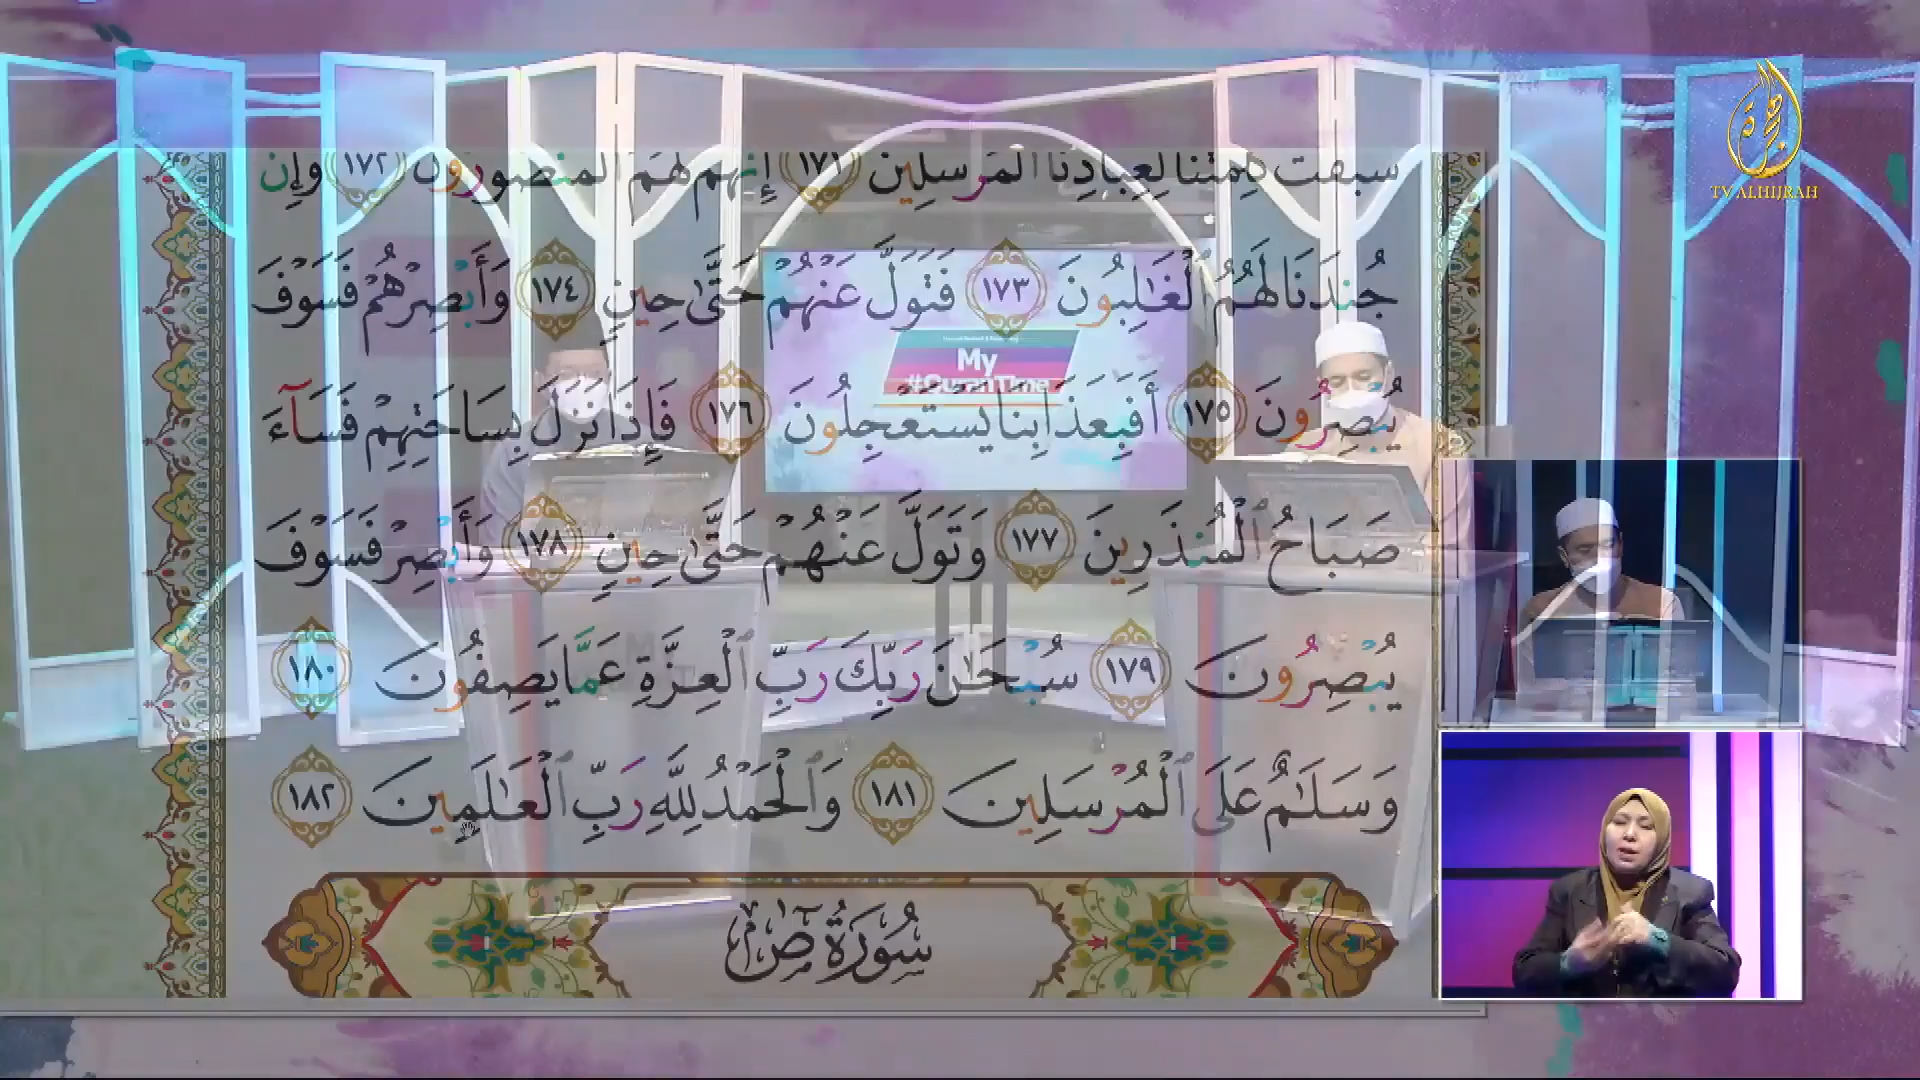 سَبَقَتْ كَلِمَتُنَا لِعِبَادِنَا ٱلْمُرْسَلِينَ ١٧١ إِنَّهُمْ لَهُمُ ٱلْمَنصُورُونَ ١٧٢ وَإِنَّ
جُندَنَا لَهُمُ ٱلْغَٰلِبُونَ ١٧٣ فَتَوَلَّ عَنْهُمْ حَتَّىٰ حِينٍ ١٧٤ وَأَبْصِرْهُمْ فَسَوْفَ
يُبْصِرُونَ ١٧٥ أَفَبِعَذَابِنَا يَسْتَعْجِلُونَ ١٧٦ فَإِذَا نَزَلَ بِسَاحَتِهِمْ فَسَآءَ
صَبَاحُ ٱلْمُنذَرِينَ ١٧٧ وَتَوَلَّ عَنْهُمْ حَتَّىٰ حِينٍ ١٧٨ وَأَبْصِرْ فَسَوْفَ
يُبْصِرُونَ ١٧٩ سُبْحَٰنَ رَبِّكَ رَبِّ ٱلْعِزَّةِ عَمَّا يَصِفُونَ ١٨٠
وَسَلَٰمٌ عَلَى ٱلْمُرْسَلِينَ ١٨١ وَٱلْحَمْدُ لِلَّهِ رَبِّ ٱلْعَٰلَمِينَ ١٨٢
سُورَةُ صٓ
My
#QuranTime
TV ALHIJRAH